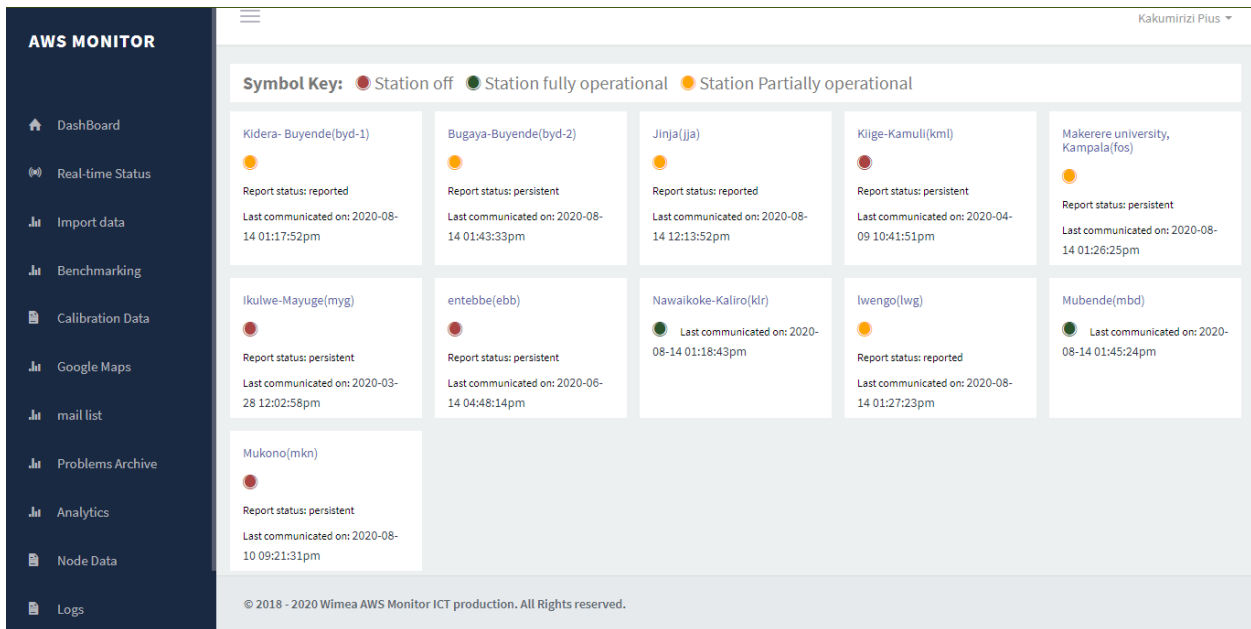 AWS MONITOR
DashBoard
Real-time Status
Import data
Benchmarking
Calibration Data
Google Maps
mail list
Problems Archive
Analytics
Node Data
Logs
Kakumirizi Pius
Symbol Key: Station off Station fully operational Station Partially operational
Kidera- Buyende(byd-1)
Report status: reported
Last communicated on: 2020-08-
14 01:17:52pm
Bugaya-Buyende(byd-2)
Report status: persistent
Last communicated on: 2020-08-
14 01:43:33pm
Jinja(jja)
Report status: reported
Last communicated on: 2020-08-
14 12:13:52pm
Kiige-Kamuli(kml)
Report status: persistent
Last communicated on: 2020-04-
09 10:41:51pm
Makerere university,
Kampala(fos)
Report status: persistent
Last communicated on: 2020-08-
14 01:26:25pm
Ikulwe-Mayuge(myg)
Report status: persistent
Last communicated on: 2020-03-
28 12:02:58pm
entebbe(ebb)
Report status: persistent
Last communicated on: 2020-06-
14 04:48:14pm
Nawaikoke-Kaliro(klr)
Last communicated on: 2020-
08-14 01:18:43pm
lwengo(lwg)
Report status: reported
Last communicated on: 2020-08-
14 01:27:23pm
Mubende(mbd)
Last communicated on: 2020-
08-14 01:45:24pm
Mukono(mkn)
Report status: persistent
Last communicated on: 2020-08-
10 09:21:31pm
© 2018 - 2020 Wimea AWS Monitor ICT production. All Rights reserved.